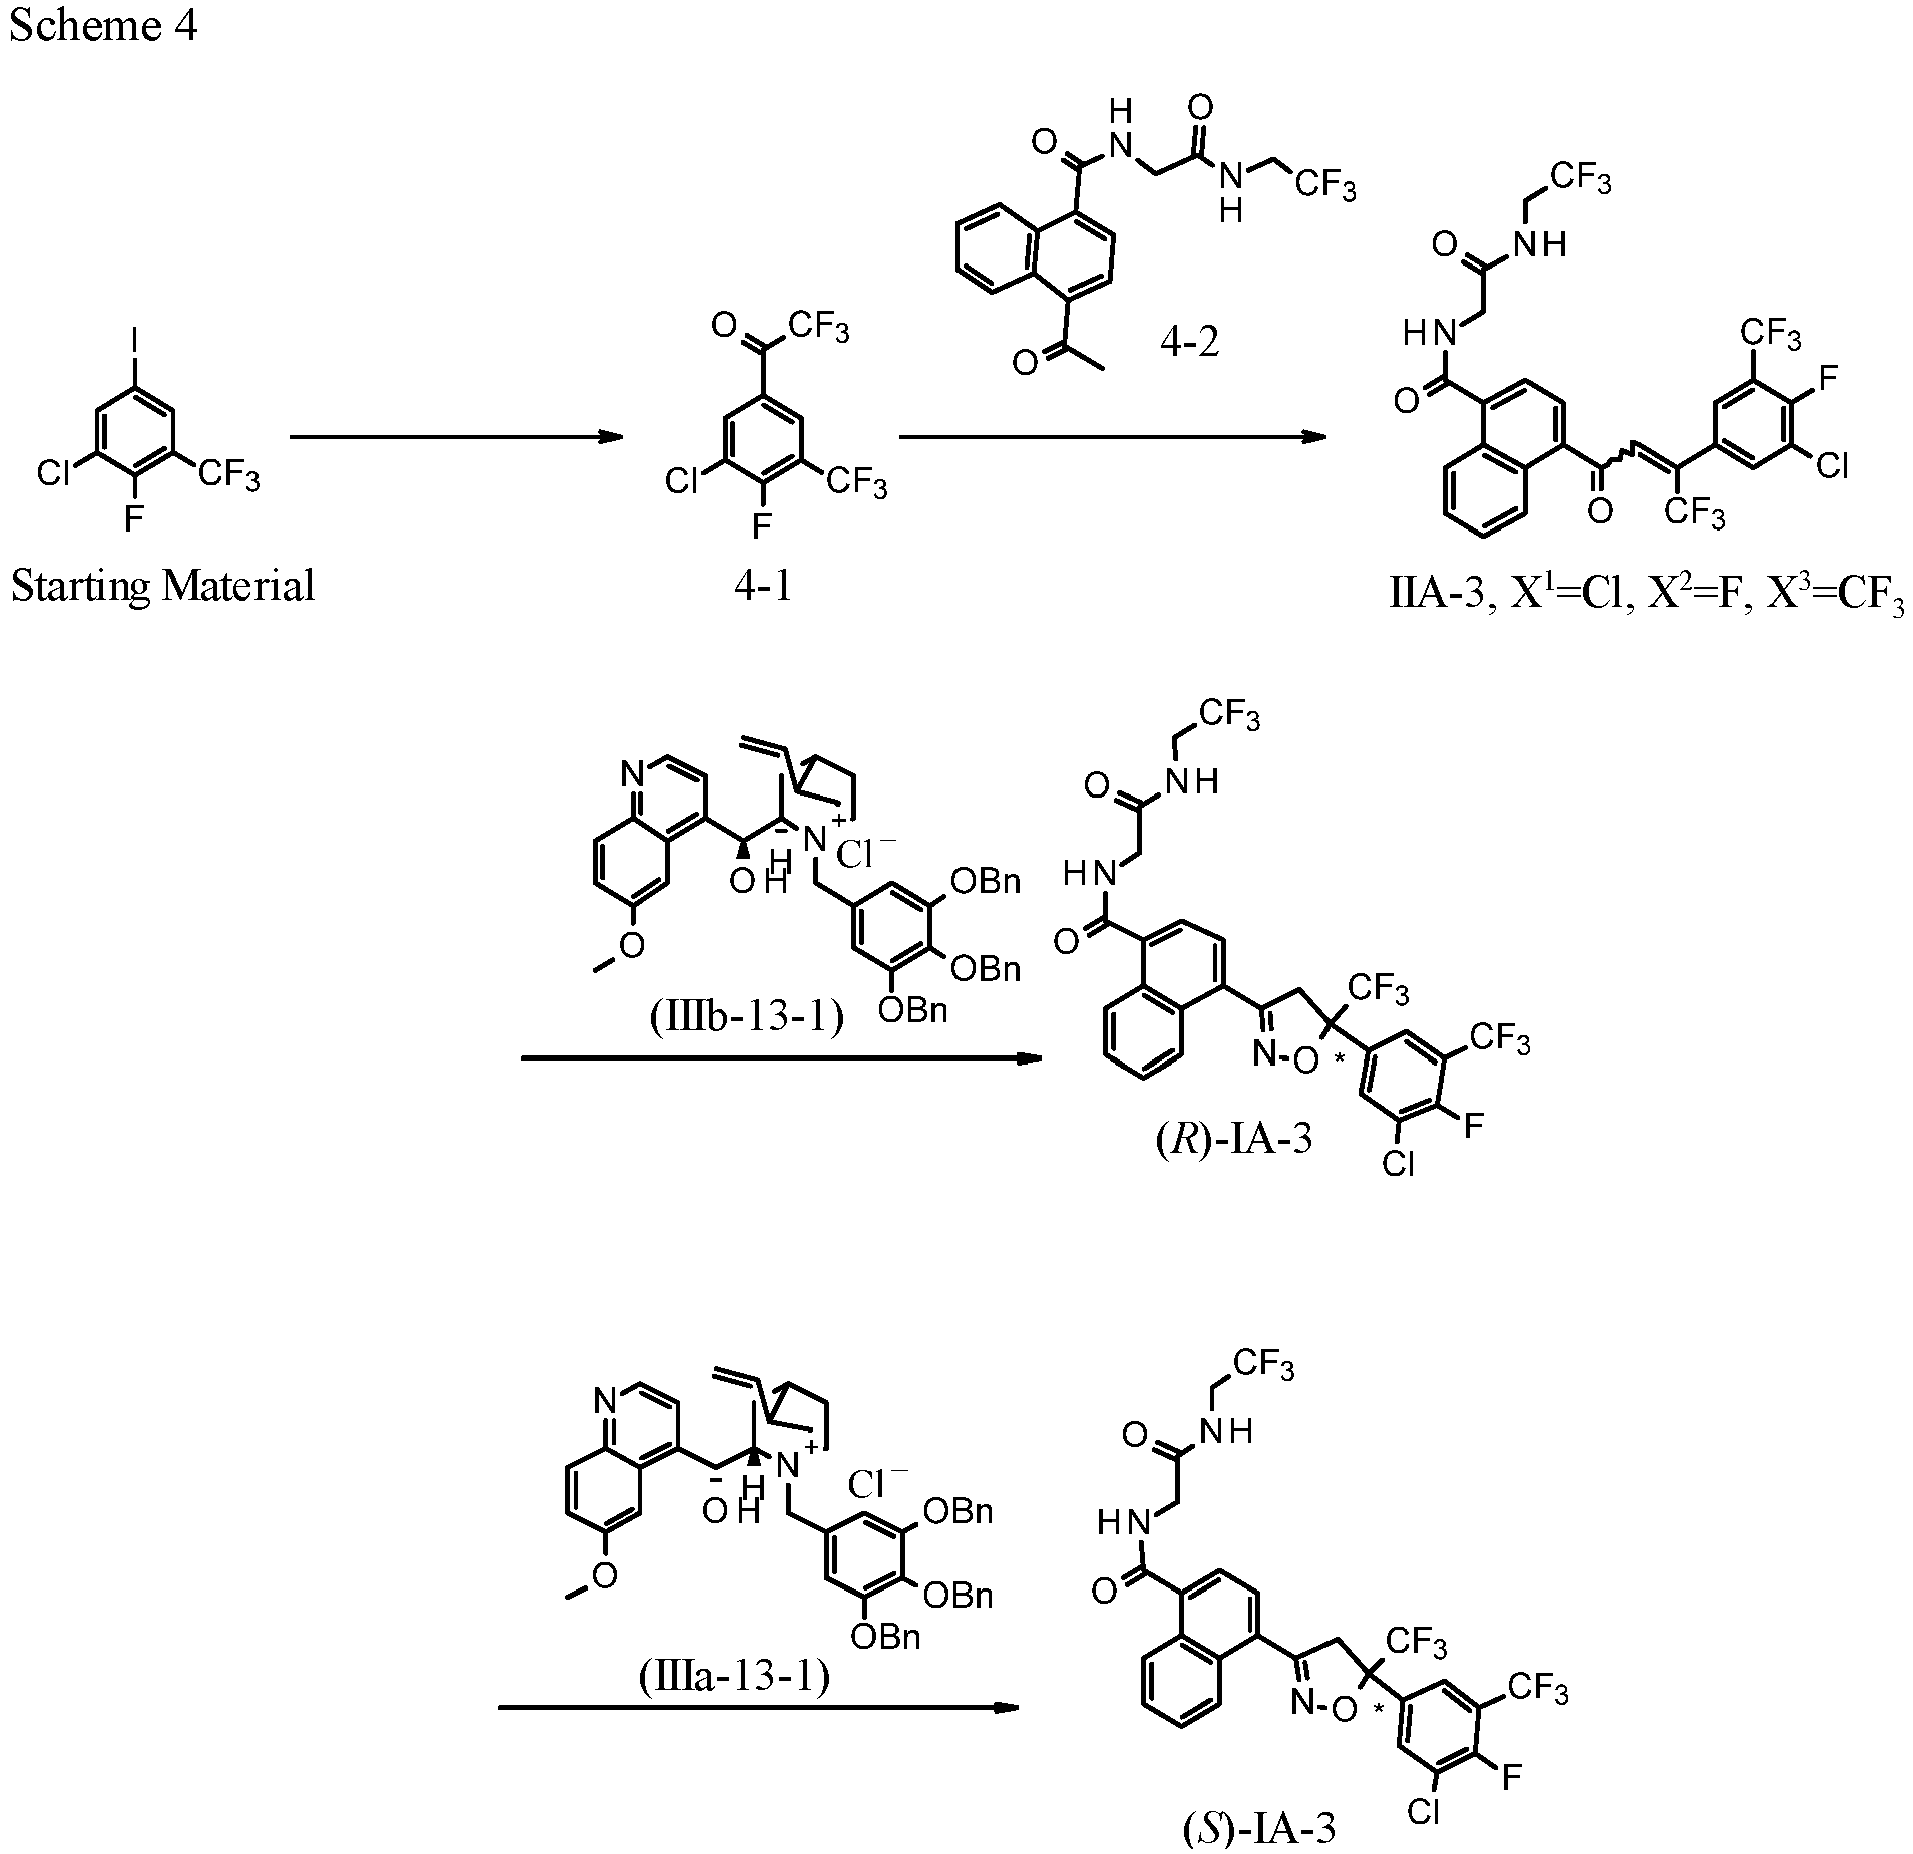 Scheme 4
H
N
O
O
N
H
CF3
O
4-2
I
Cl
F
CF3
Starting Material
O
CF3
Cl
F
CF3
4-1
CF3
NH
O
HN
O
O
CF3
CF3
F
Cl
IIA-3, X1=Cl, X2=F, X3=CF3
N
OH
H
N+
Cl−
O
OBn
OBn
OBn
(IIIb-13-1)
CF3
NH
O
HN
O
N-O
*
CF3
CF3
F
Cl
(R)-IA-3
N
OH
H
N+
Cl−
O
OBn
OBn
OBn
(IIIa-13-1)
CF3
NH
O
HN
O
N-O
*
CF3
CF3
F
Cl
(S)-IA-3